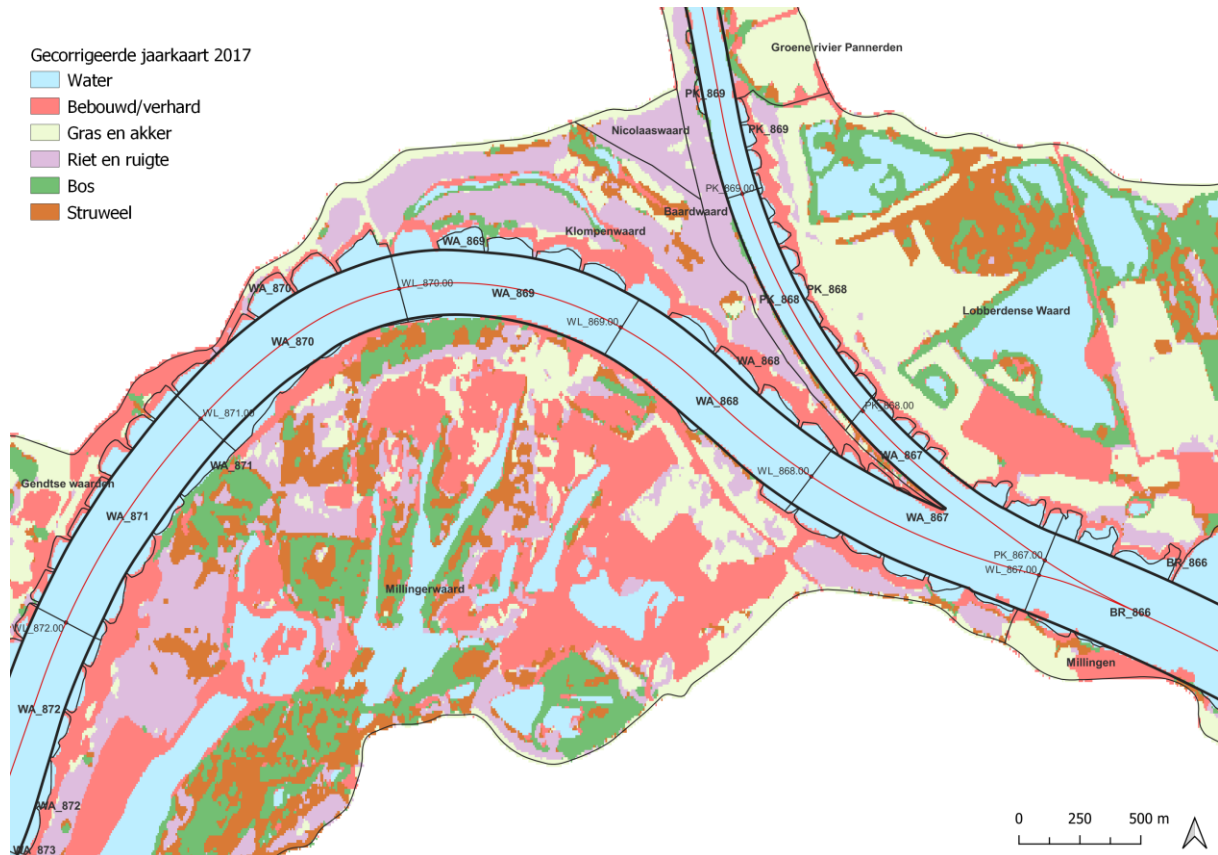 Gecorrigeerde jaarkaart 2017
Water
Bebouwd/verhard
Gras en akker
Riet en ruigte
Bos
Struweel
Groene rivier Pannerden
PK_869
Nicolaaswaard
PK_869
PK_869.00
Baardwaard
Klompenwaard
WA_869
WA_870
WL_870.00
WA_869
PK_868
PK_868
Lobberdense Waard
WL_869.00
WA_870
WA_868
WA_868
WL_871.00
PK_868.00
WA_867
WA_871
WL_868.00
Gendtse waarden
WA_871
WA_867
PK_867.00
WL_867.00
BR_866
Millingerwaard
BR_866
WL_872.00
Millingen
WA_872
WA_872
WA_873
0 250 500 m